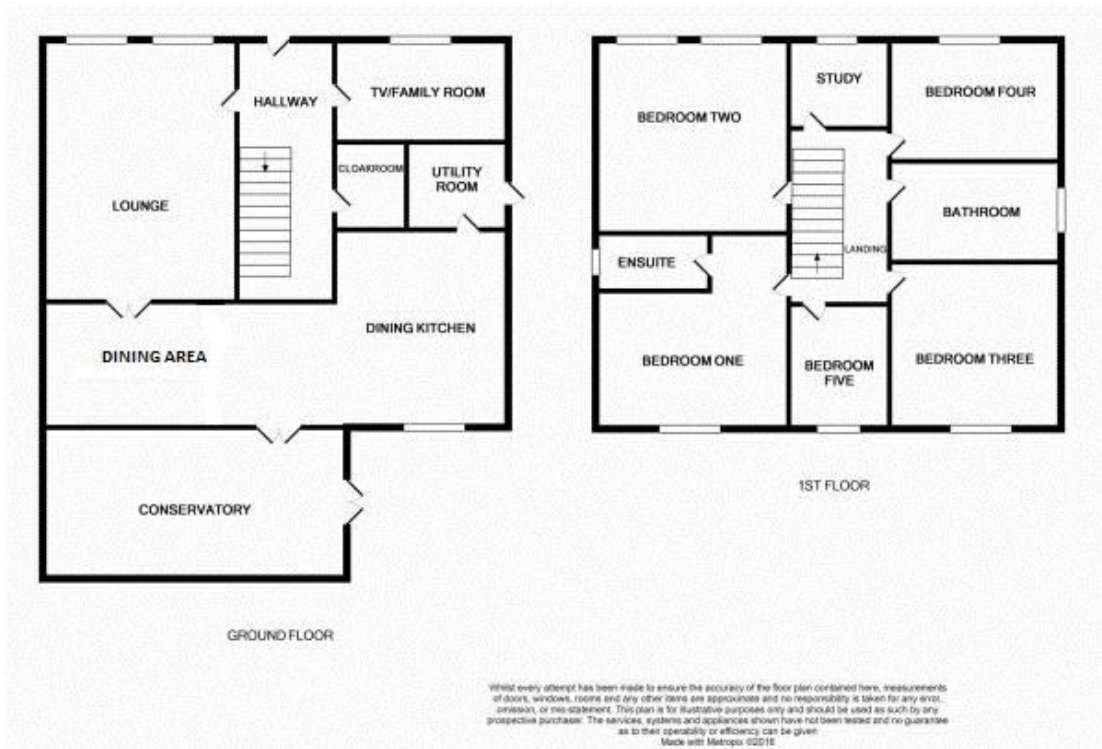 HALLWAY
TV/FAMILY ROOM
CLOAKROOM
UTILITY
ROOM
LOUNGE
DINING KITCHEN
DINING AREA
CONSERVATORY
GROUND FLOOR
STUDY
BEDROOM FOUR
BEDROOM TWO
BATHROOM
LANDING
ENSUITE
BEDROOM ONE
BEDROOM
FIVE
BEDROOM THREE
1ST FLOOR
Whilst every attempt has been made to ensure the accuracy of the floor plan contained here, measurements
of doors, windows, rooms and any other items are approximate and no responsibility is taken for any error,
omission, or mis-statement. This plan is for illustrative purposes only and should be used as such by any
prospective purchaser. The services, systems and appliances shown have not been tested and no guarantee
as to their operability or efficiency can be given
Made with Metropix ©2016